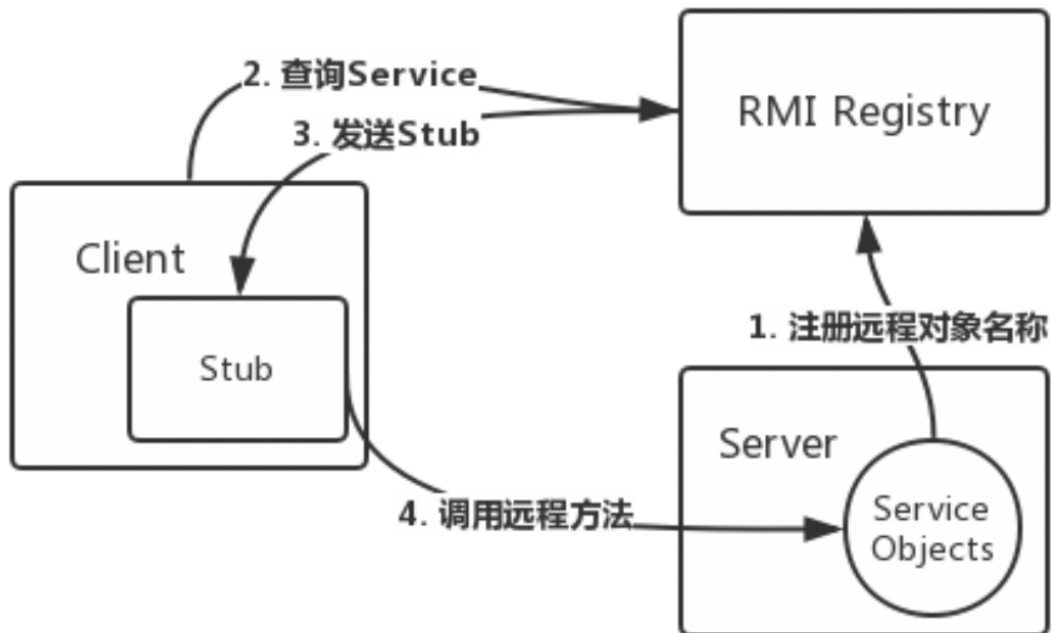 2. 查询Service
RMI Registry
3. 发送Stub
Client
1. 注册远程对象名称
Stub
Server
4. 调用远程方法
Service
Objects